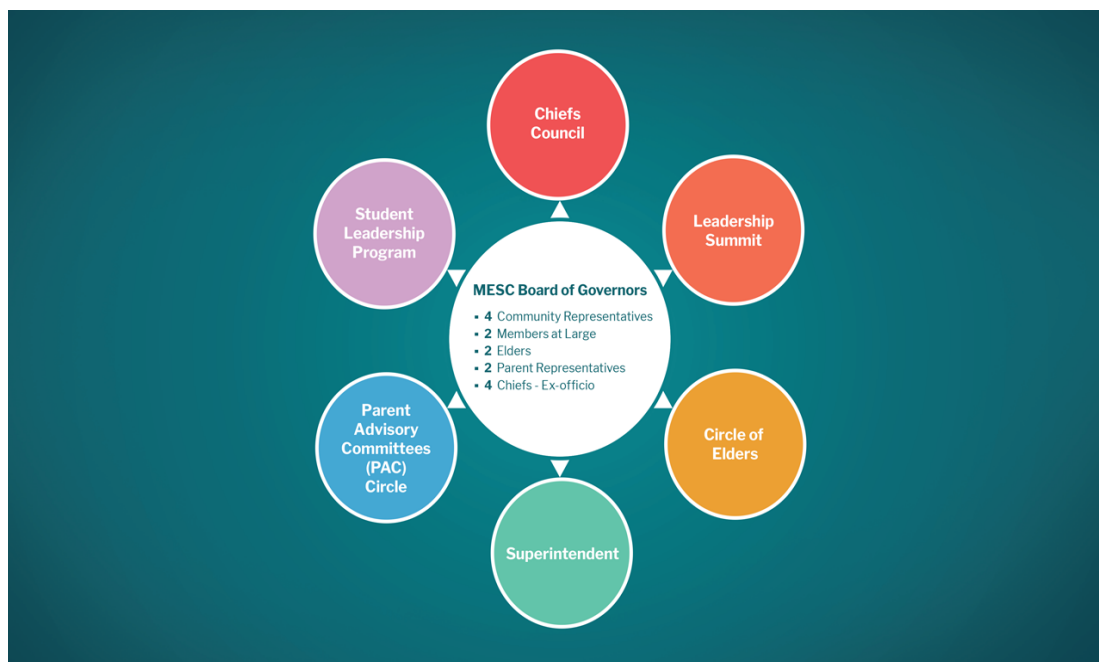 Chiefs
Council
Student
Leadership
Program
Leadership
Summit
MESC Board of Governors
▪ 4 Community Representatives
▪ 2 Members at Large
▪ 2 Elders
▪ 2 Parent Representatives
▪ 4 Chiefs - Ex-officio
Parent
Advisory
Committees
(PAC)
Circle
Circle of
Elders
Superintendent